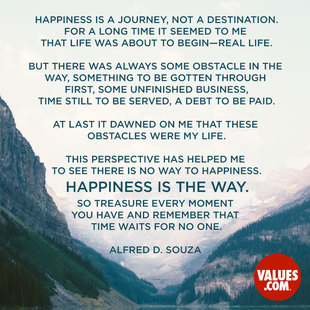 HAPPINESS IS A JOURNEY, NOT A DESTINATION.
FOR A LONG TIME IT SEEMED TO ME
THAT LIFE WAS ABOUT TO BEGIN—REAL LIFE.
BUT THERE WAS ALWAYS SOME OBSTACLE IN THE
WAY, SOMETHING TO BE GOTTEN THROUGH
FIRST, SOME UNFINISHED BUSINESS,
TIME STILL TO BE SERVED, A DEBT TO BE PAID.
AT LAST IT DAWNED ON ME THAT THESE
OBSTACLES WERE MY LIFE.
THIS PERSPECTIVE HAS HELPED ME
TO SEE THERE IS NO WAY TO HAPPINESS.
HAPPINESS IS THE WAY.
SO TREASURE EVERY MOMENT
YOU HAVE AND REMEMBER THAT
TIME WAITS FOR NO ONE.
ALFRED D. SOUZA
VALUES
.COM